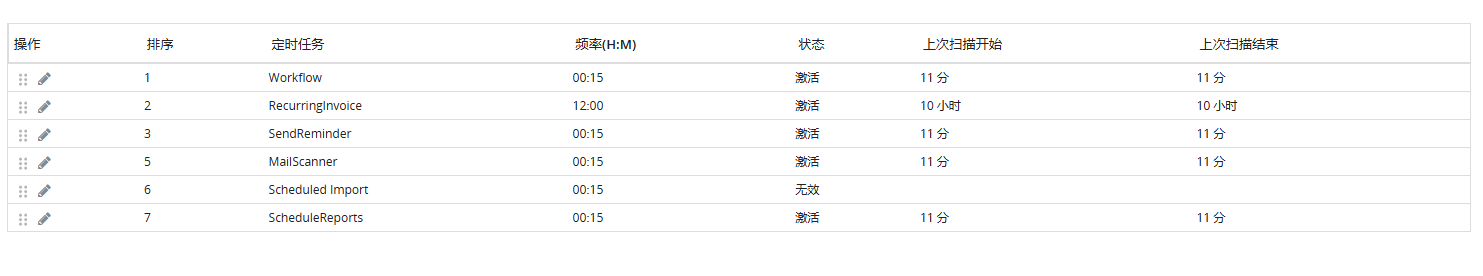 操作 排序 定时任务 频率(H:M) 状态 上次扫描开始 上次扫描结束
1 Workflow 00:15 激活 11 分 11 分
2 RecurringInvoice 12:00 激活 10 小时 10 小时
3 SendReminder 00:15 激活 11 分 11 分
5 MailScanner 00:15 激活 11 分 11 分
6 Scheduled Import 00:15 无效
7 ScheduleReports 00:15 激活 11 分 11 分